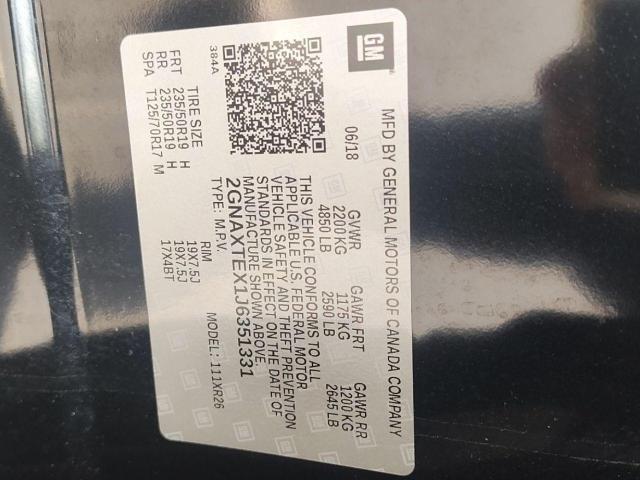 GM
MFD BY GENERAL MOTORS OF CANADA COMPANY
06/18
GVWR GAWR FRT GAWR RR
2200 KG 1175 KG 1200 KG
4850 LB 2590 LB 2645 LB
THIS VEHICLE CONFORMS TO ALL
APPLICABLE U.S. FEDERAL MOTOR
VEHICLE SAFETY AND THEFT PREVENTION
STANDARDS IN EFFECT ON THE DATE OF
MANUFACTURE SHOWN ABOVE.
2GNAXTEX1J6351331
TYPE: M.P.V. MODEL: 111XR26
384A
TIRE SIZE RIM
FRT 235/50R19 H 19X7.5J
RR 235/50R19 H 19X7.5J
SPA T125/70R17 M 17X4BT